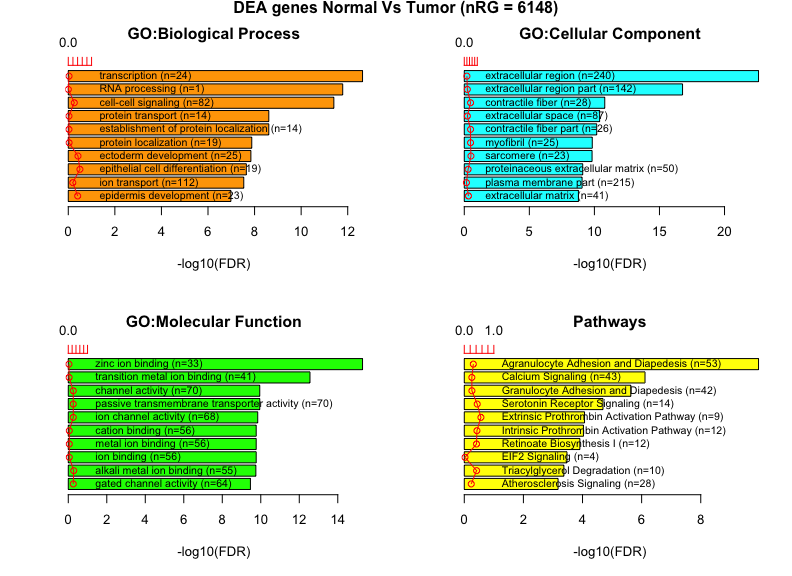 DEA genes Normal Vs Tumor (nRG = 6148)
GO:Biological Process
0.0
transcription (n=24)
RNA processing (n=1)
cell-cell signaling (n=82)
protein transport (n=14)
establishment of protein localization (n=14)
protein localization (n=19)
ectoderm development (n=25)
epithelial cell differentiation (n=19)
ion transport (n=112)
epidermis development (n=23)
0 2 4 6 8 10 12
-log10(FDR)
GO:Cellular Component
0.0
extracellular region (n=240)
extracellular region part (n=142)
contractile fiber (n=28)
extracellular space (n=87)
contractile fiber part (n=26)
myofibril (n=25)
sarcomere (n=23)
proteinaceous extracellular matrix (n=50)
plasma membrane part (n=215)
extracellular matrix (n=41)
0 5 10 15 20
-log10(FDR)
GO:Molecular Function
0.0
zinc ion binding (n=33)
transition metal ion binding (n=41)
channel activity (n=70)
passive transmembrane transporter activity (n=70)
ion channel activity (n=68)
cation binding (n=56)
metal ion binding (n=56)
ion binding (n=56)
alkali metal ion binding (n=55)
gated channel activity (n=64)
0 2 4 6 8 10 12 14
-log10(FDR)
Pathways
0.0 1.0
Agranulocyte Adhesion and Diapedesis (n=53)
Calcium Signaling (n=43)
Granulocyte Adhesion and Diapedesis (n=42)
Serotonin Receptor Signaling (n=14)
Extrinsic Prothrombin Activation Pathway (n=9)
Intrinsic Prothrombin Activation Pathway (n=12)
Retinoate Biosynthesis I (n=12)
EIF2 Signaling (n=4)
Triacylglycerol Degradation (n=10)
Atherosclerosis Signaling (n=28)
0 2 4 6 8
-log10(FDR)